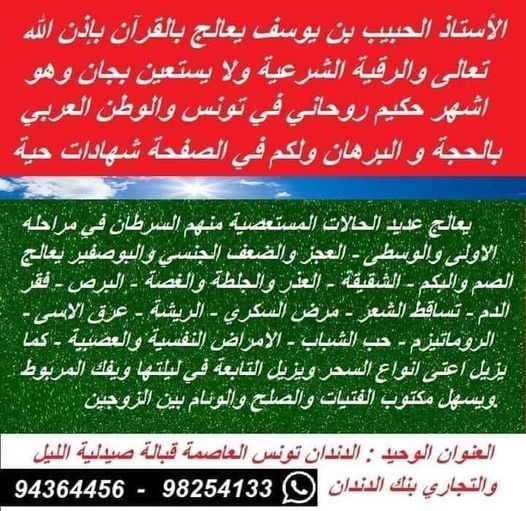 الأستاذ الحبيب بن يوسف يعالج بالقرآن بإذن الله
تعالى والرقية الشرعية ولا يستعين بجان وهو
اشهر حكيم روحاني في تونس والوطن العربي
بالحجة و البرهان ولكم في الصفحة شهادات حية
يعالج عديد الحالات المستعصية منهم السرطان في مراحله
الاولى والوسطى - العجز والضعف الجنسي والبوصفير يعالج
الصم والبكم - الشقيقة - العذر والجلطة والغصة - البرص - فقر
الدم - تساقط الشعر - مرض السكري - الريشة - عرق الاسى -
الروماتيزم - حب الشباب - الامراض النفسية والعصبية - كما
يزيل اعتى انواع السحر ويزيل التابعة في ليلتها ويفك المربوط
.ويسهل مكتوب الفتيات والصلح والوئام بين الزوجين
العنوان الوحيد : الدندان تونس العاصمة قبالة صيدلية الليل
والتجاري بنك الدندان
94364456 - 98254133